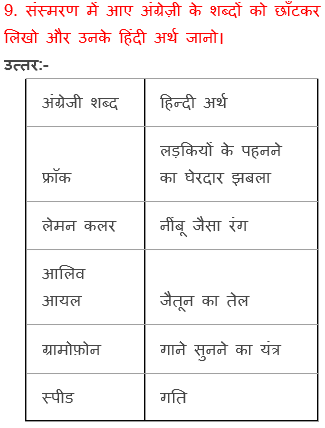 9. संस्मरण में आए अंग्रेज़ी के शब्दों को छाँटकर
लिखो और उनके हिंदी अर्थ जानो।
उत्तर:-
अंग्रेजी शब्द हिन्दी अर्थ
लड़कियों के पहनने
फ्रॉक का घेरदार झबला
लेमन कलर नींबू जैसा रंग
आलिव
आयल जैतून का तेल
ग्रामोफ़ोन गाने सुनने का यंत्र
स्पीड गति